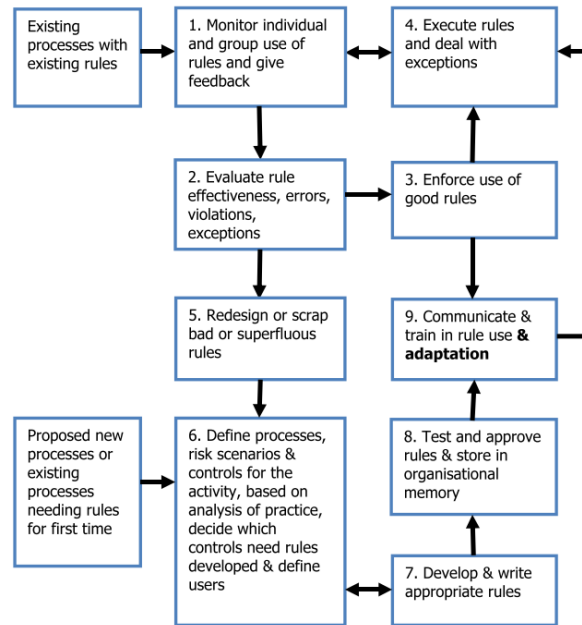 Existing
processes with
existing rules
1. Monitor individual
and group use of
rules and give
feedback
4. Execute rules
and deal with
exceptions
2. Evaluate rule
effectiveness, errors,
violations,
exceptions
3. Enforce use of
good rules
5. Redesign or scrap
bad or superfluous
rules
9. Communicate &
train in rule use &
adaptation
Proposed new
processes or
existing
processes
needing rules
for first time
6. Define processes,
risk scenarios &
controls for the
activity, based on
analysis of practice,
decide which
controls need rules
developed & define
users
8. Test and approve
rules & store in
organisational
memory
7. Develop & write
appropriate rules